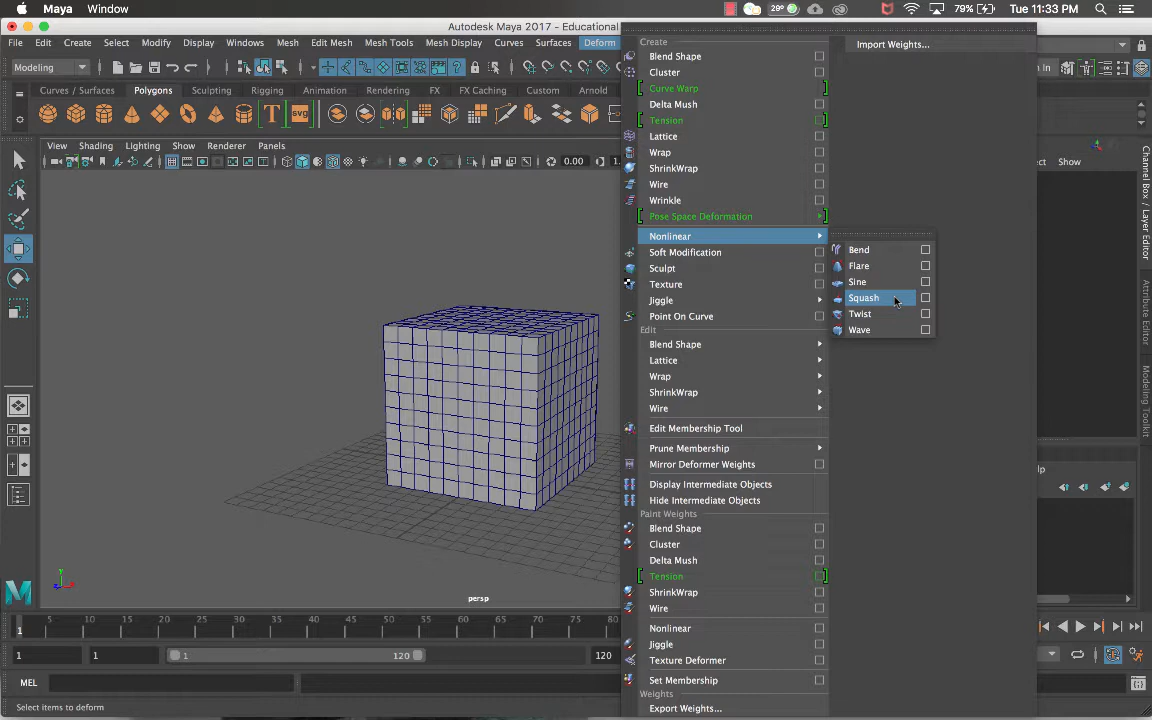 Maya Window
29° 79% Tue 11:33 PM
Autodesk Maya 2017 - Educational
File Edit Create Select Modify Display Windows Mesh Edit Mesh Mesh Tools Mesh Display Curves Surfaces Deform
Modeling
Curves / Surfaces Polygons Sculpting Rigging Animation Rendering FX FX Caching Custom Arnold
T svg
View Shading Lighting Show Renderer Panels
0.00
Create
Blend Shape
Cluster
Curve Warp
Delta Mush
Tension
Lattice
Wrap
ShrinkWrap
Wire
Wrinkle
Pose Space Deformation
Nonlinear
Soft Modification
Sculpt
Texture
Jiggle
Point On Curve
Edit
Blend Shape
Lattice
Wrap
ShrinkWrap
Wire
Edit Membership Tool
Prune Membership
Mirror Deformer Weights
Display Intermediate Objects
Hide Intermediate Objects
Paint Weights
Blend Shape
Cluster
Delta Mush
Tension
ShrinkWrap
Wire
Nonlinear
Jiggle
Texture Deformer
Set Membership
Weights
Export Weights...
Import Weights...
Bend
Flare
Sine
Squash
Twist
Wave
Show
Channel Box / Layer Editor
Attribute Editor
Modeling Toolkit
persp
5 10 15 20 25 30 35 40 45 50 55 60 65 70 75 80
1
1 1 1 120 120
MEL
Select items to deform